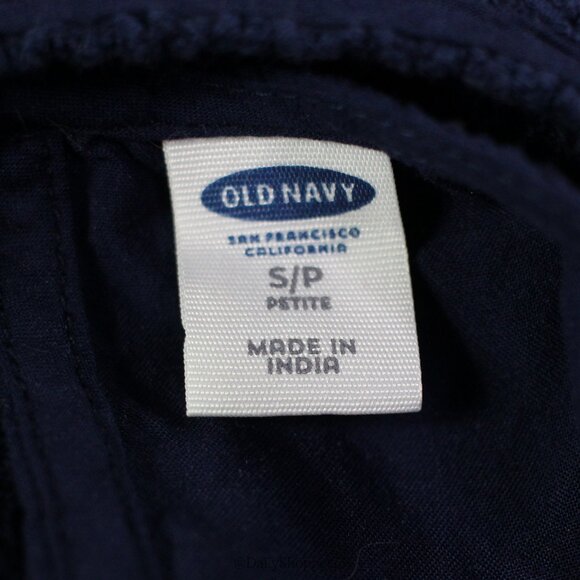 OLD NAVY
SAN FRANCISCO
CALIFORNIA
S/P
PETITE
MADE IN
INDIA